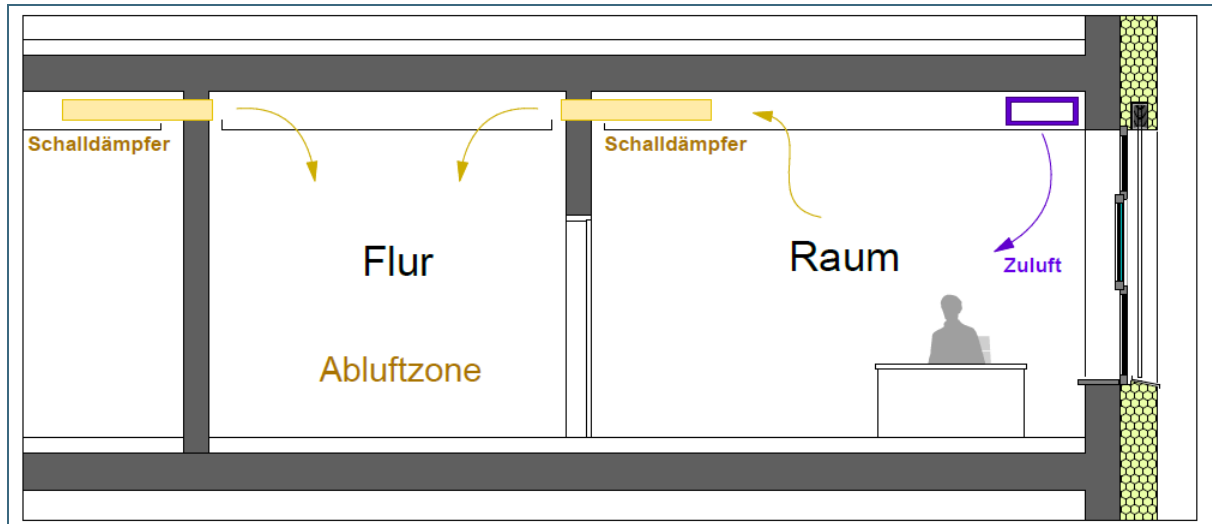 Schalldämpfer
Schalldämpfer
Flur
Raum
Zuluft
Abluftzone